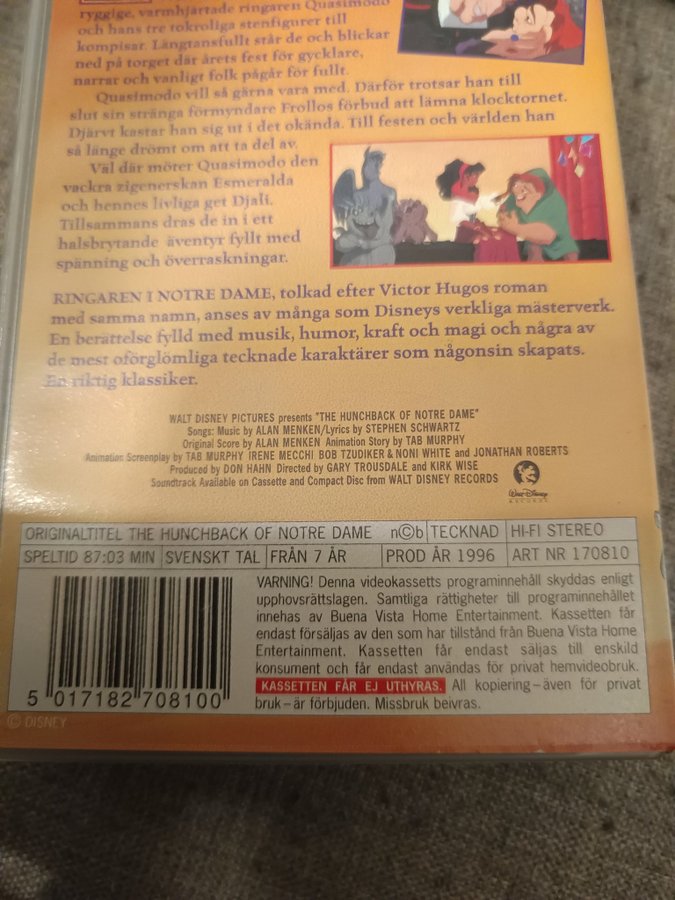 ryggige, varmhjärtade ringaren Quasimodo
och hans tre tokroliga stenfigurer till
kompisar. Längtansfullt står de och blickar
ned på torget där årets fest för gycklare,
narrar och vanligt folk pågår för fullt.
Quasimodo vill så gärna vara med. Därför trotsar han till
slut sin stränga förmyndare Frollos förbud att lämna klocktornet.
Djärvt kastar han sig ut i det okända. Till festen och världen han
så länge drömt om att ta del av.
Väl där möter Quasimodo den
vackra zigenerskan Esmeralda
och hennes livliga get Djali.
Tillsammans dras de in i ett
halsbrytande äventyr fyllt med
spänning och överraskningar.
RINGAREN I NOTRE DAME, tolkad efter Victor Hugos roman
med samma namn, anses av många som Disneys verkliga mästerverk.
En berättelse fylld med musik, humor, kraft och magi och några av
de mest oförglömliga tecknade karaktärer som någonsin skapats.
En riktig klassiker.
WALT DISNEY PICTURES presents "THE HUNCHBACK OF NOTRE DAME"
Songs: Music by ALAN MENKEN/Lyrics by STEPHEN SCHWARTZ
Original Score by ALAN MENKEN Animation Story by TAB MURPHY
Animation Screenplay by TAB MURPHY IRENE MECCHI BOB TZUDIKER & NONI WHITE and JONATHAN ROBERTS
Produced by DON HAHN Directed by GARY TROUSDALE and KIRK WISE
Soundtrack Available on Cassette and Compact Disc from WALT DISNEY RECORDS
Walt Disney
RECORDS
ORIGINALTITEL THE HUNCHBACK OF NOTRE DAME n©b TECKNAD HI-FI STEREO
SPELTID 87:03 MIN SVENSKT TAL FRÅN 7 ÅR PROD ÅR 1996 ART NR 170810
VARNING! Denna videokassetts programinnehåll skyddas enligt
upphovsrättslagen. Samtliga rättigheter till programinnehållet
innehas av Buena Vista Home Entertainment. Kassetten får
endast försäljas av den som har tillstånd från Buena Vista Home
Entertainment. Kassetten får endast säljas till enskild
konsument och får endast användas för privat hemvideobruk.
KASSETTEN FÅR EJ UTHYRAS. All kopiering – även för privat
bruk – är förbjuden. Missbruk beivras.
5 017182 708100
© DISNEY